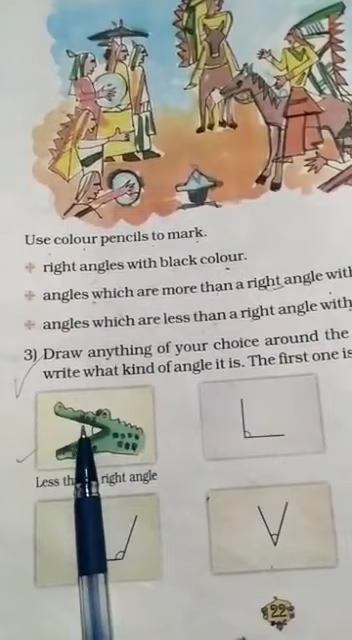 Use colour pencils to mark.
right angles with black colour.
angles which are more than a right angle with
angles which are less than a right angle with
3) Draw anything of your choice around the
write what kind of angle it is. The first one is
Less right angle
22